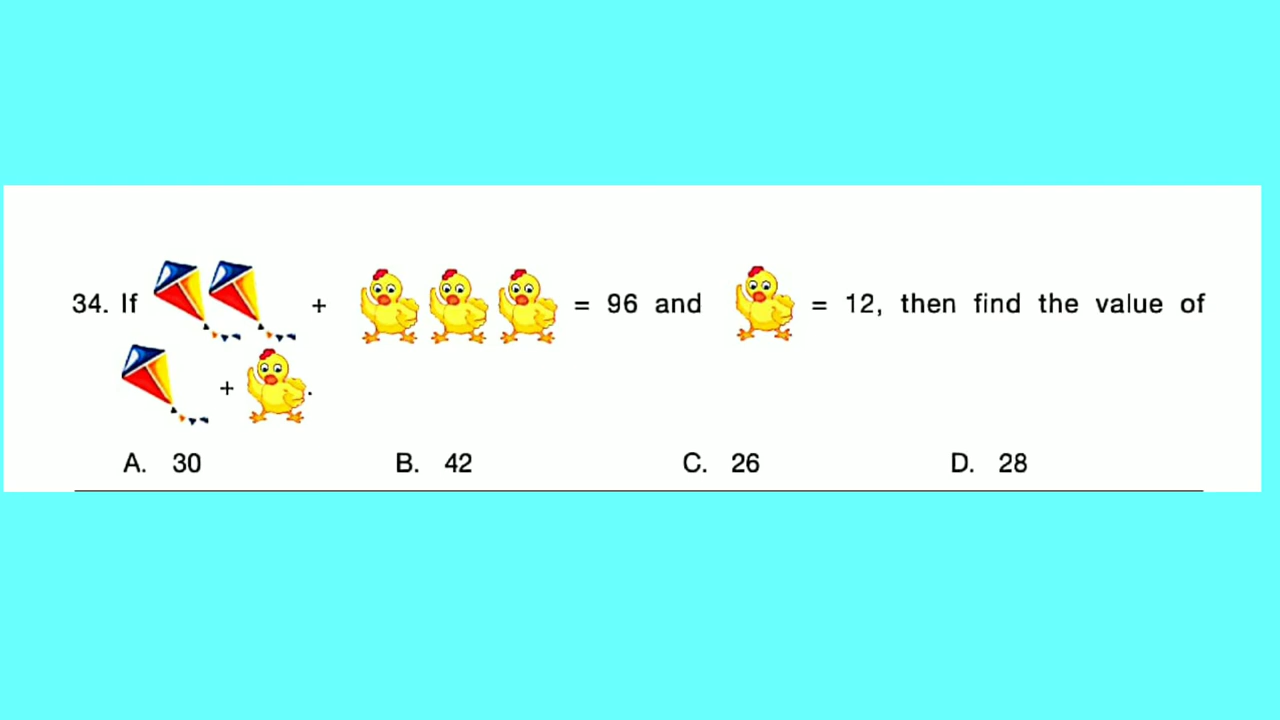 34. If + = 96 and = 12, then find the value of
+ .
A. 30 B. 42 C. 26 D. 28